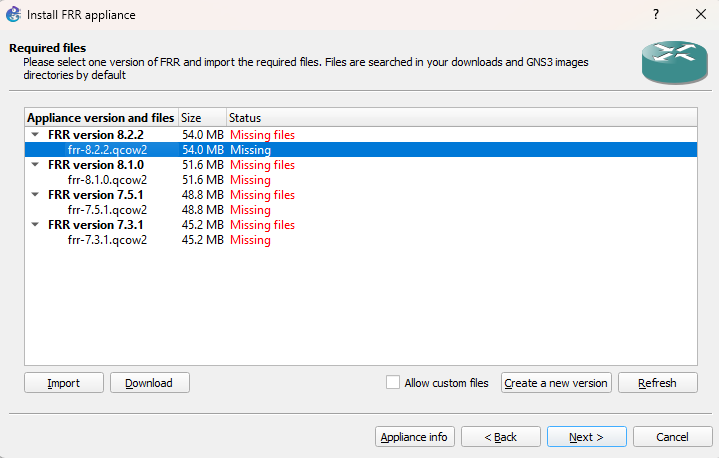 Install FRR appliance
?
Required files
Please select one version of FRR and import the required files. Files are searched in your downloads and GNS3 images
directories by default
Appliance version and files Size Status
FRR version 8.2.2 54.0 MB Missing files
frr-8.2.2.qcow2 54.0 MB Missing
FRR version 8.1.0 51.6 MB Missing files
frr-8.1.0.qcow2 51.6 MB Missing
FRR version 7.5.1 48.8 MB Missing files
frr-7.5.1.qcow2 48.8 MB Missing
FRR version 7.3.1 45.2 MB Missing files
frr-7.3.1.qcow2 45.2 MB Missing
Import Download Allow custom files Create a new version Refresh
Appliance info < Back Next > Cancel